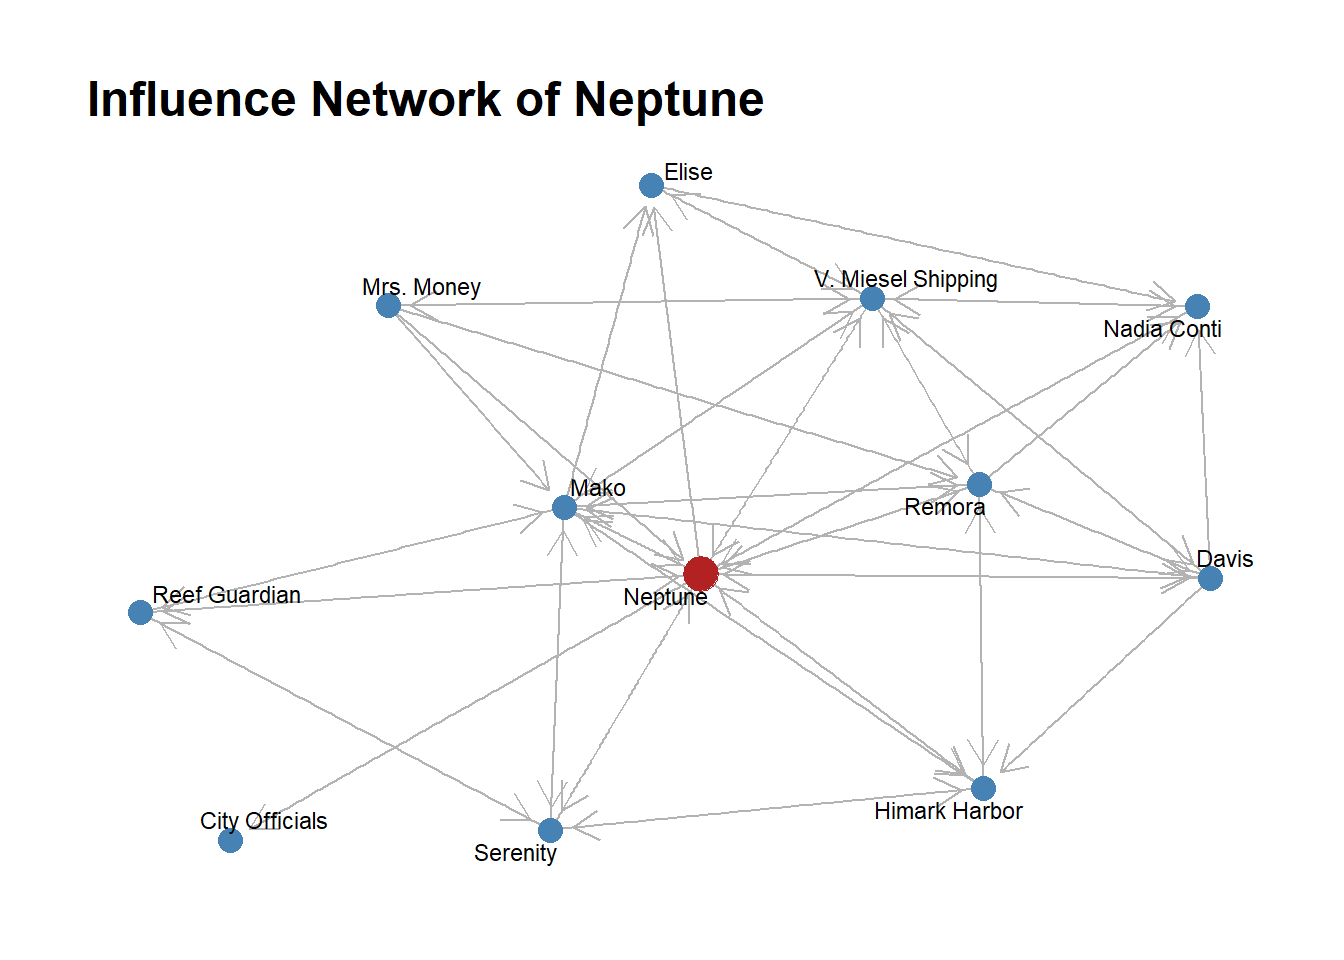 Influence Network of Neptune
Elise
V. Miesel Shipping
Mrs. Money
Nadia Conti
Mako
Remora
Davis
Reef Guardian
Neptune
Himark Harbor
City Officials
Serenity